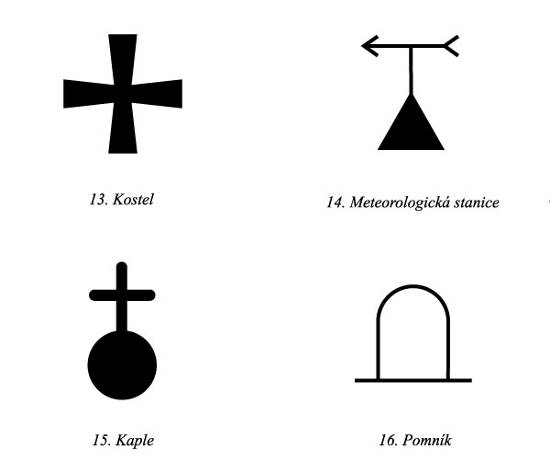 13. Kostel
14. Meteorologická stanice
15. Kaple
16. Pomník